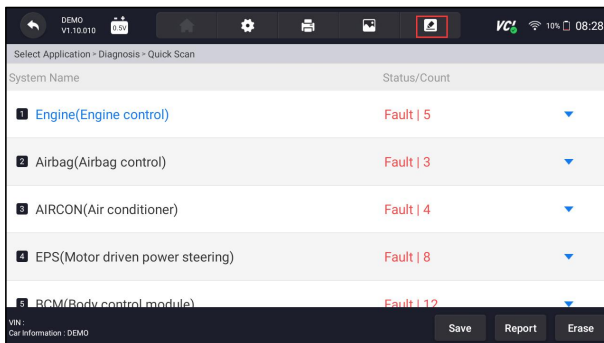 DEMO
V1.10.010
0.5V
VCI
10%
08:28
Select Application > Diagnosis > Quick Scan
System Name Status/Count
1 Engine(Engine control) Fault | 5
2 Airbag(Airbag control) Fault | 3
3 AIRCON(Air conditioner) Fault | 4
4 EPS(Motor driven power steering) Fault | 8
5 BCM(Body control module) Fault | 12
VIN :
Car Information : DEMO
Save Report Erase